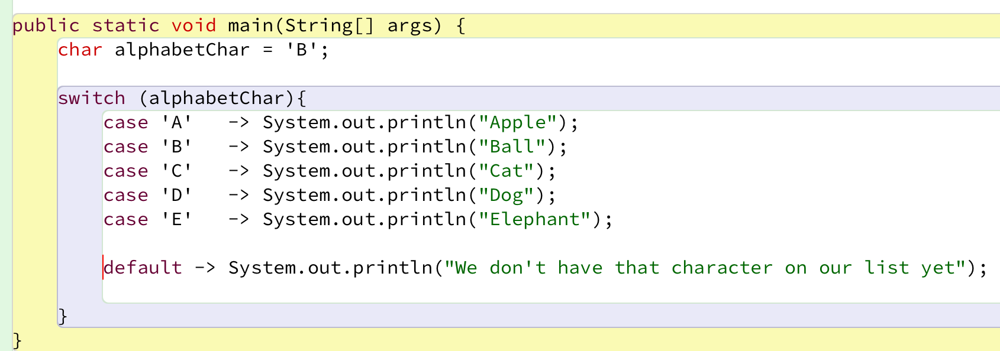 public static void main(String[] args) {
char alphabetChar = 'B';
switch (alphabetChar){
case 'A'   -> System.out.println("Apple");
case 'B'   -> System.out.println("Ball");
case 'C'   -> System.out.println("Cat");
case 'D'   -> System.out.println("Dog");
case 'E'   -> System.out.println("Elephant");
default -> System.out.println("We don't have that character on our list yet");
}
}